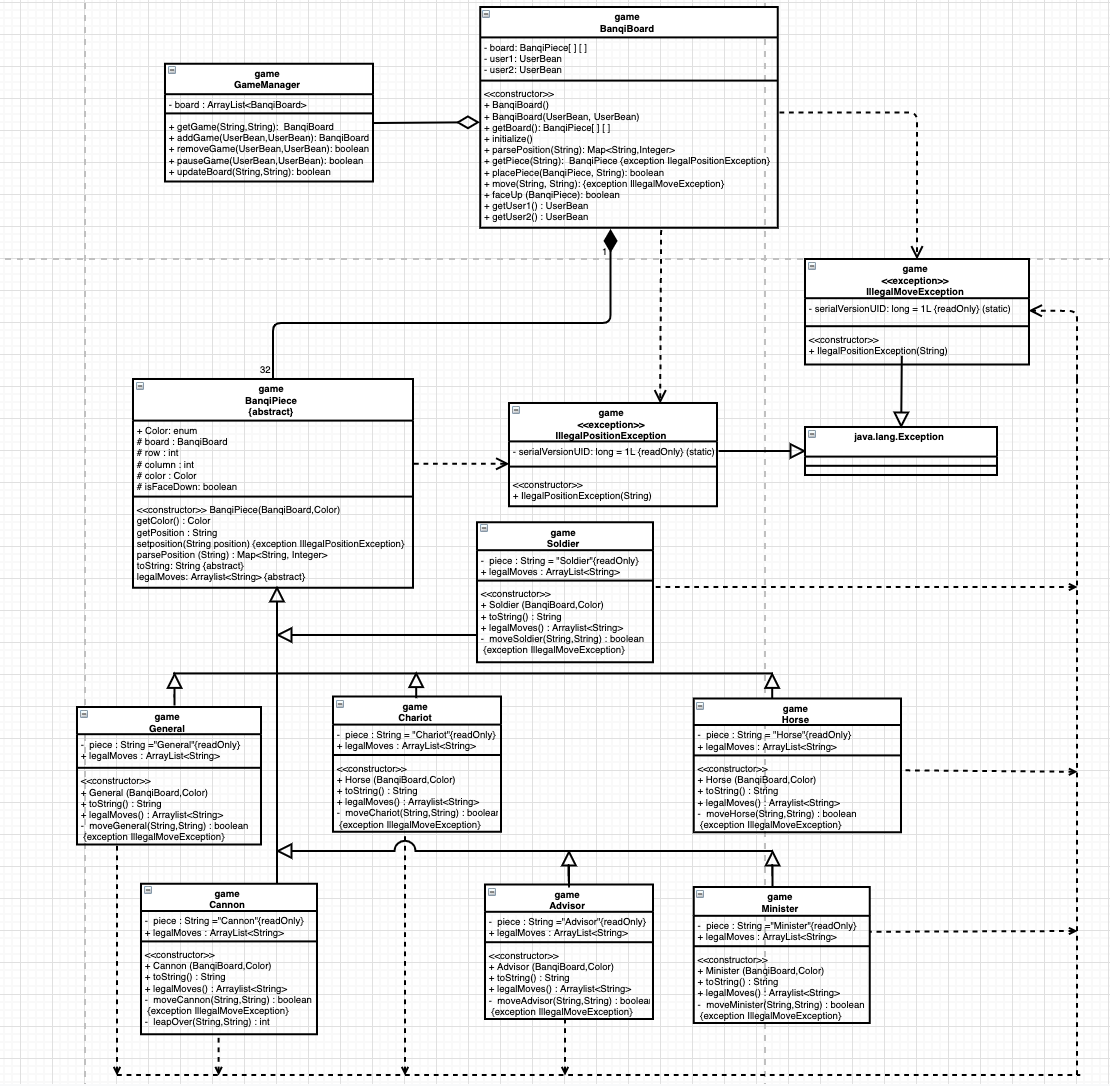 game
BanqiBoard
- board: BanqiPiece[ ] [ ]
- user1: UserBean
- user2: UserBean
<<constructor>>
+ BanqiBoard()
+ BanqiBoard(UserBean, UserBean)
+ getBoard(): BanqiPiece[ ] [ ]
+ initialize()
+ parsePosition(): Map<String,Integer>
+ getPiece(String):  BanqiPiece {exception IlegalPositionException}
+ placePiece(BanqiPiece, String): boolean
+ move(String, String): {exception IllegalMoveException}
+ faceUp (BanqiPiece): boolean
+ getUser1() : UserBean
+ getUser2() : UserBean
game
GameManager
- board : ArrayList<BanqiBoard>
+ getGame(String,String):  BanqiBoard
+ addGame(UserBean,UserBean): BanqiBoard
+ removeGame(UserBean,UserBean): boolean
+ pauseGame(UserBean,UserBean): boolean
+ updateBoard(String,String): boolean
1
32
game
<<exception>>
IllegalMoveException
- serialVersionUID: long = 1L {readOnly} (static)
<<constructor>>
+ IlegalPositionException(String)
game
BanqiPiece
{abstract}
+ Color: enum
# board : BanqiBoard
# row : int
# column : int
# color : Color
# isFaceDown: boolean
<<constructor>> BanqiPiece(BanqiBoard,Color)
getColor() : Color
getPosition : String
setposition(String position) {exception IllegalPositionException}
parsePosition (String) : Map<String, Integer>
toString: String {abstract}
legalMoves: Arraylist<String> {abstract}
game
<<exception>>
IllegalPositionException
- serialVersionUID: long = 1L {readOnly} (static)
<<constructor>>
+ IlegalPositionException(String)
java.lang.Exception
game
Soldier
-  piece : String = "Soldier"{readOnly}
+ legalMoves : ArrayList<String>
<<constructor>>
+ Soldier (BanqiBoard,Color)
+ toString() : String
+ legalMoves() : Arraylist<String>
-  moveSoldier(String,String) : boolean
{exception IllegalMoveException}
game
General
-  piece : String ="General"{readOnly}
+ legalMoves : ArrayList<String>
<<constructor>>
+ General (BanqiBoard,Color)
+ toString() : String
+ legalMoves() : Arraylist<String>
-  moveGeneral(String,String) : boolean
{exception IllegalMoveException}
game
Chariot
-  piece : String = "Chariot"{readOnly}
+ legalMoves : ArrayList<String>
<<constructor>>
+ Horse (BanqiBoard,Color)
+ toString() : String
+ legalMoves() : Arraylist<String>
-  moveChariot(String,String) : boolean
{exception IllegalMoveException}
game
Horse
-  piece : String = "Horse"{readOnly}
+ legalMoves : ArrayList<String>
<<constructor>>
+ Horse (BanqiBoard,Color)
+ toString() : String
+ legalMoves() : Arraylist<String>
-  moveHorse(String,String) : boolean
{exception IllegalMoveException}
game
Cannon
-  piece : String ="Cannon"{readOnly}
+ legalMoves : ArrayList<String>
<<constructor>>
+ Cannon (BanqiBoard,Color)
+ toString() : String
+ legalMoves() : Arraylist<String>
-  moveCannon(String,String) : boolean
{exception IllegalMoveException}
-  leapOver(String,String) : int
game
Advisor
-  piece : String ="Advisor"{readOnly}
+ legalMoves : ArrayList<String>
<<constructor>>
+ Advisor (BanqiBoard,Color)
+ toString() : String
+ legalMoves() : Arraylist<String>
-  moveAdvisor(String,String) : boolea
{exception IllegalMoveException}
game
Minister
-  piece : String ="Minister"{readOnly}
+ legalMoves : ArrayList<String>
<<constructor>>
+ Minister (BanqiBoard,Color)
+ toString() : String
+ legalMoves() : Arraylist<String>
-  moveMinister(String,String) : boolean
{exception IllegalMoveException}